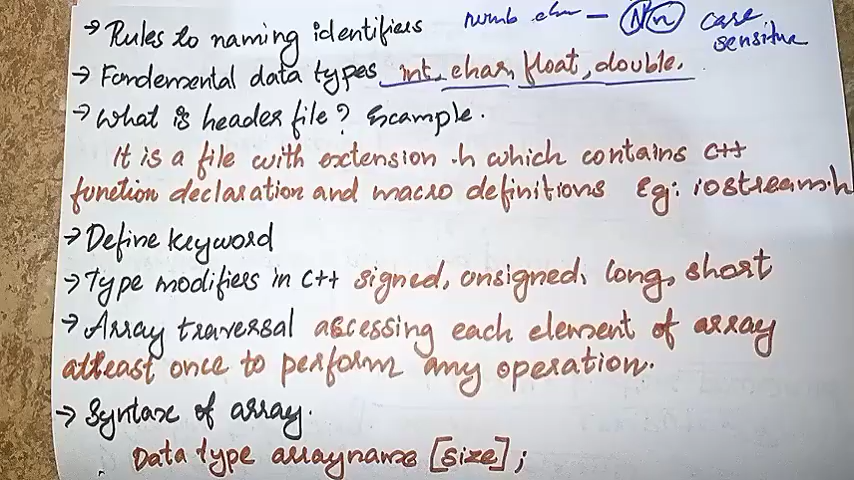 → Rules to naming identifiers numb char – Nn case
sensitive
→ Fondemental data types int, char, float, double.
→ What is header file? Example.
It is a file with extension .h which contains C++
function declaration and macro definitions Eg: iostream.h
→ Define keyword
→ Type modifiers in C++ signed, unsigned, long, short
→ Array traversal accessing each element of array
atleast once to perform any operation.
→ Syntax of array.
Data type arrayname [size];